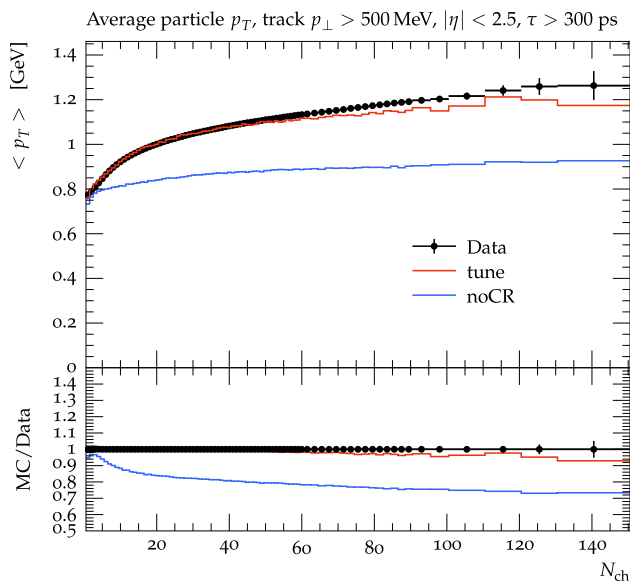 Average particle p_T, track p_⊥ > 500 MeV, |η| < 2.5, τ > 300 ps
< p_T > [GeV]
1.4
1.2
1
0.8
0.6
0.4
0.2
0
Data
tune
noCR
MC/Data
1.4
1.3
1.2
1.1
1
0.9
0.8
0.7
0.6
0.5
20 40 60 80 100 120 140
N_ch